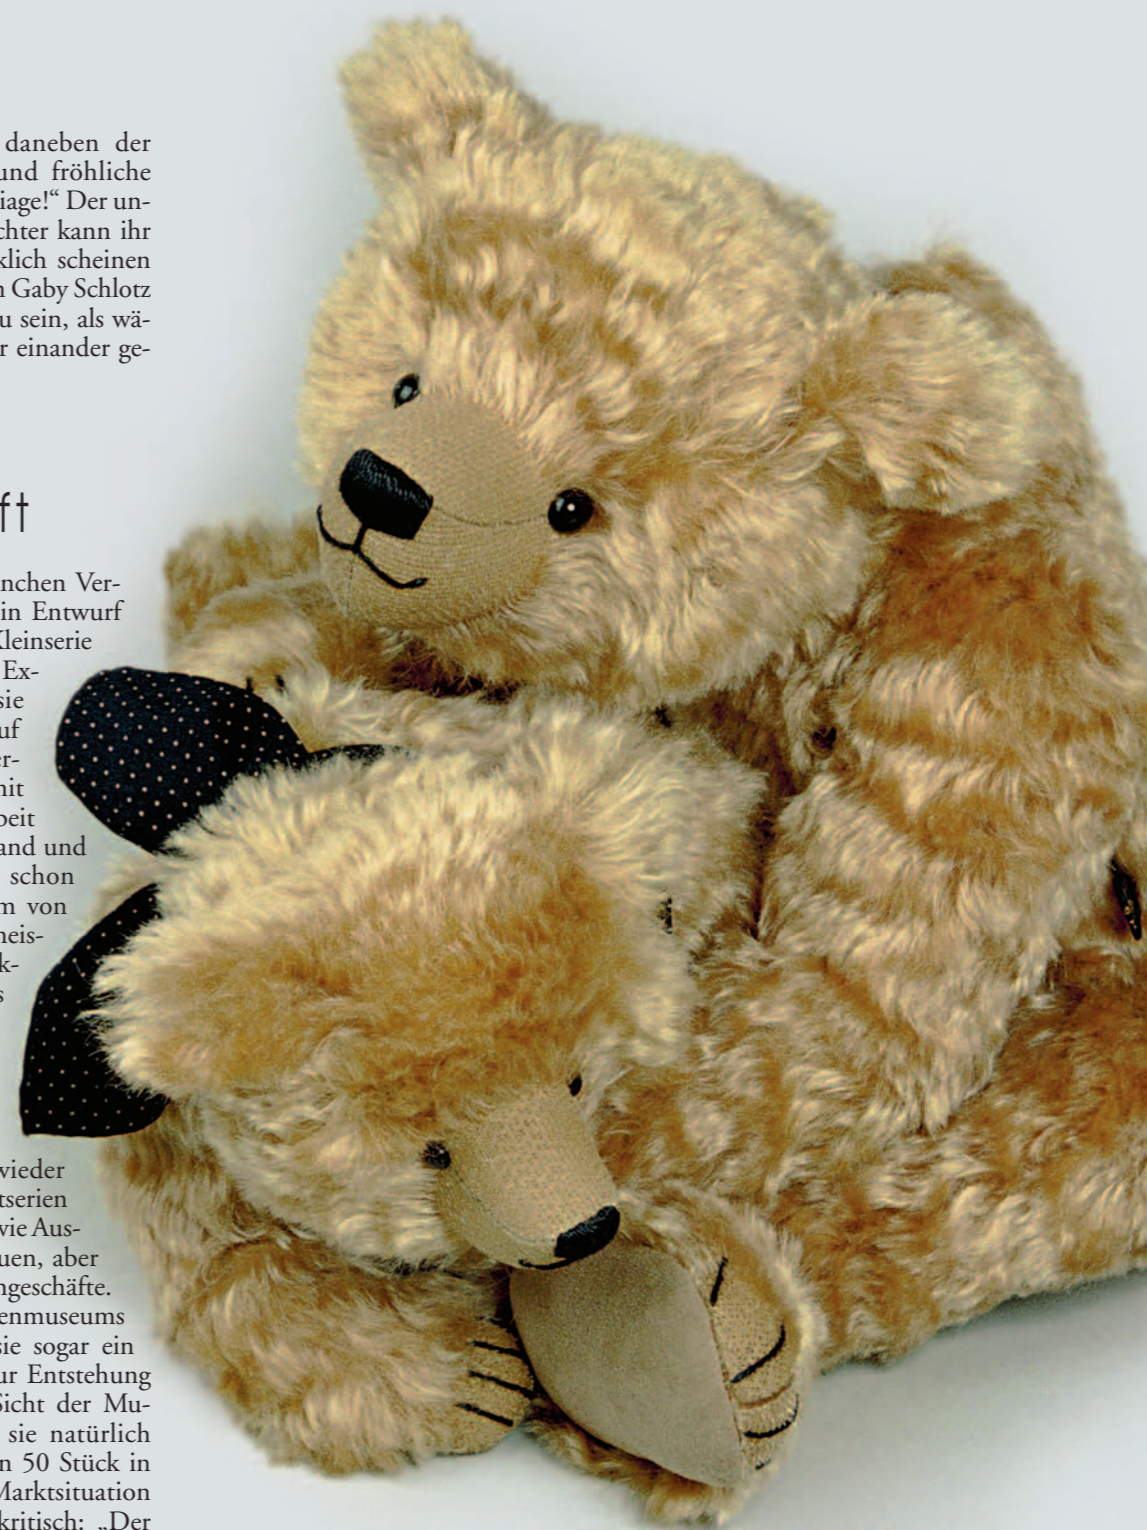 daneben der
und fröhliche
iage!“ Der un-
chter kann ihr
klich scheinen
n Gaby Schlotz
u sein, als wä-
r einander ge-
ft
nchen Ver-
in Entwurf
Kleinserie
Ex-
sie
uf
er-
nit
beit
and und
schon
m von
neis-
k-
s
wieder
tserien
wie Aus-
uen, aber
ngeschäfte.
enmuseums
sie sogar ein
ur Entstehung
Sicht der Mu-
sie natürlich
n 50 Stück in
Marktsituation
kritisch: „Der